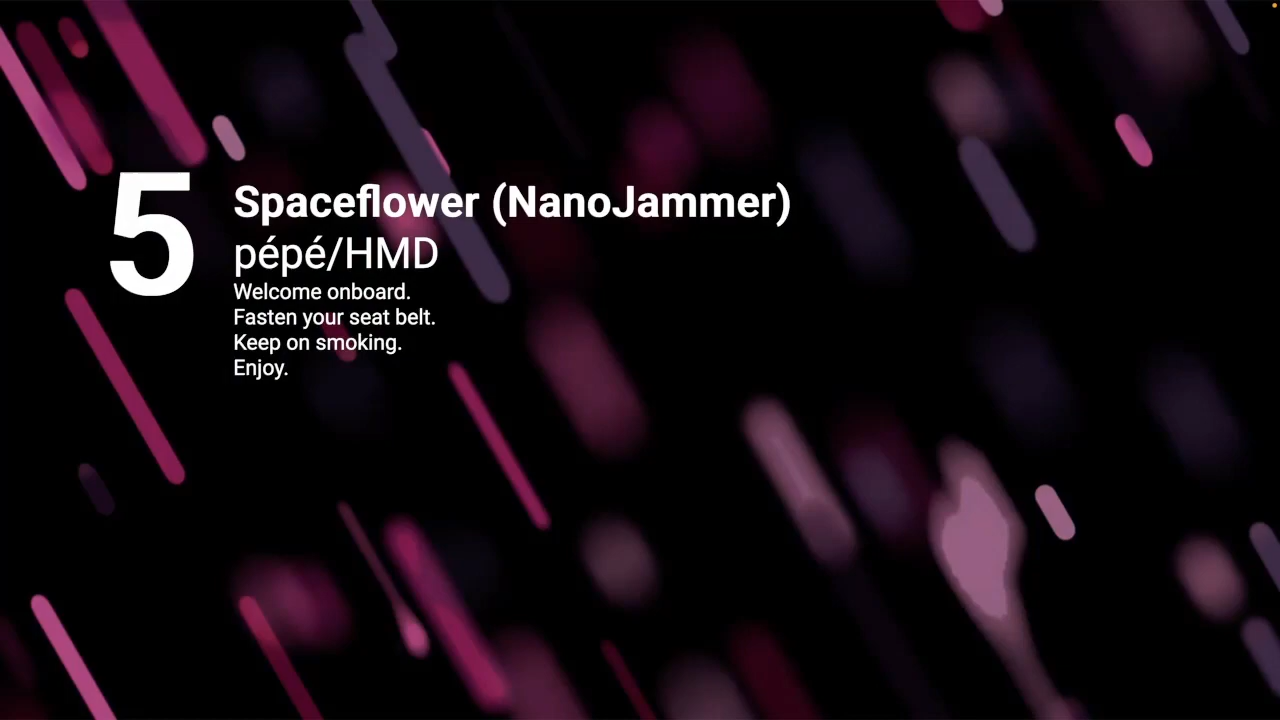 5
Spaceflower (NanoJammer)
pépé/HMD
Welcome onboard.
Fasten your seat belt.
Keep on smoking.
Enjoy.